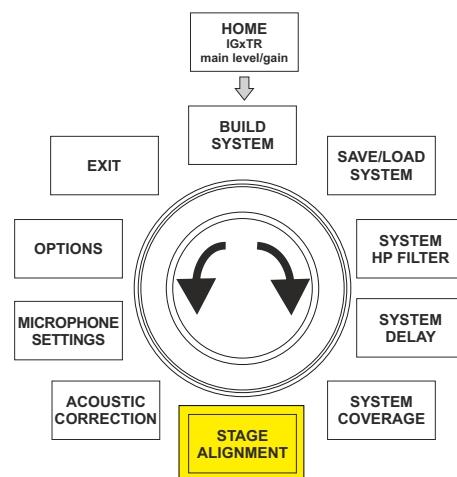 HOME
IGxTR
main level/gain
BUILD
SYSTEM
EXIT
SAVE/LOAD
SYSTEM
OPTIONS
SYSTEM
HP FILTER
MICROPHONE
SETTINGS
SYSTEM
DELAY
ACOUSTIC
CORRECTION
STAGE
ALIGNMENT
SYSTEM
COVERAGE